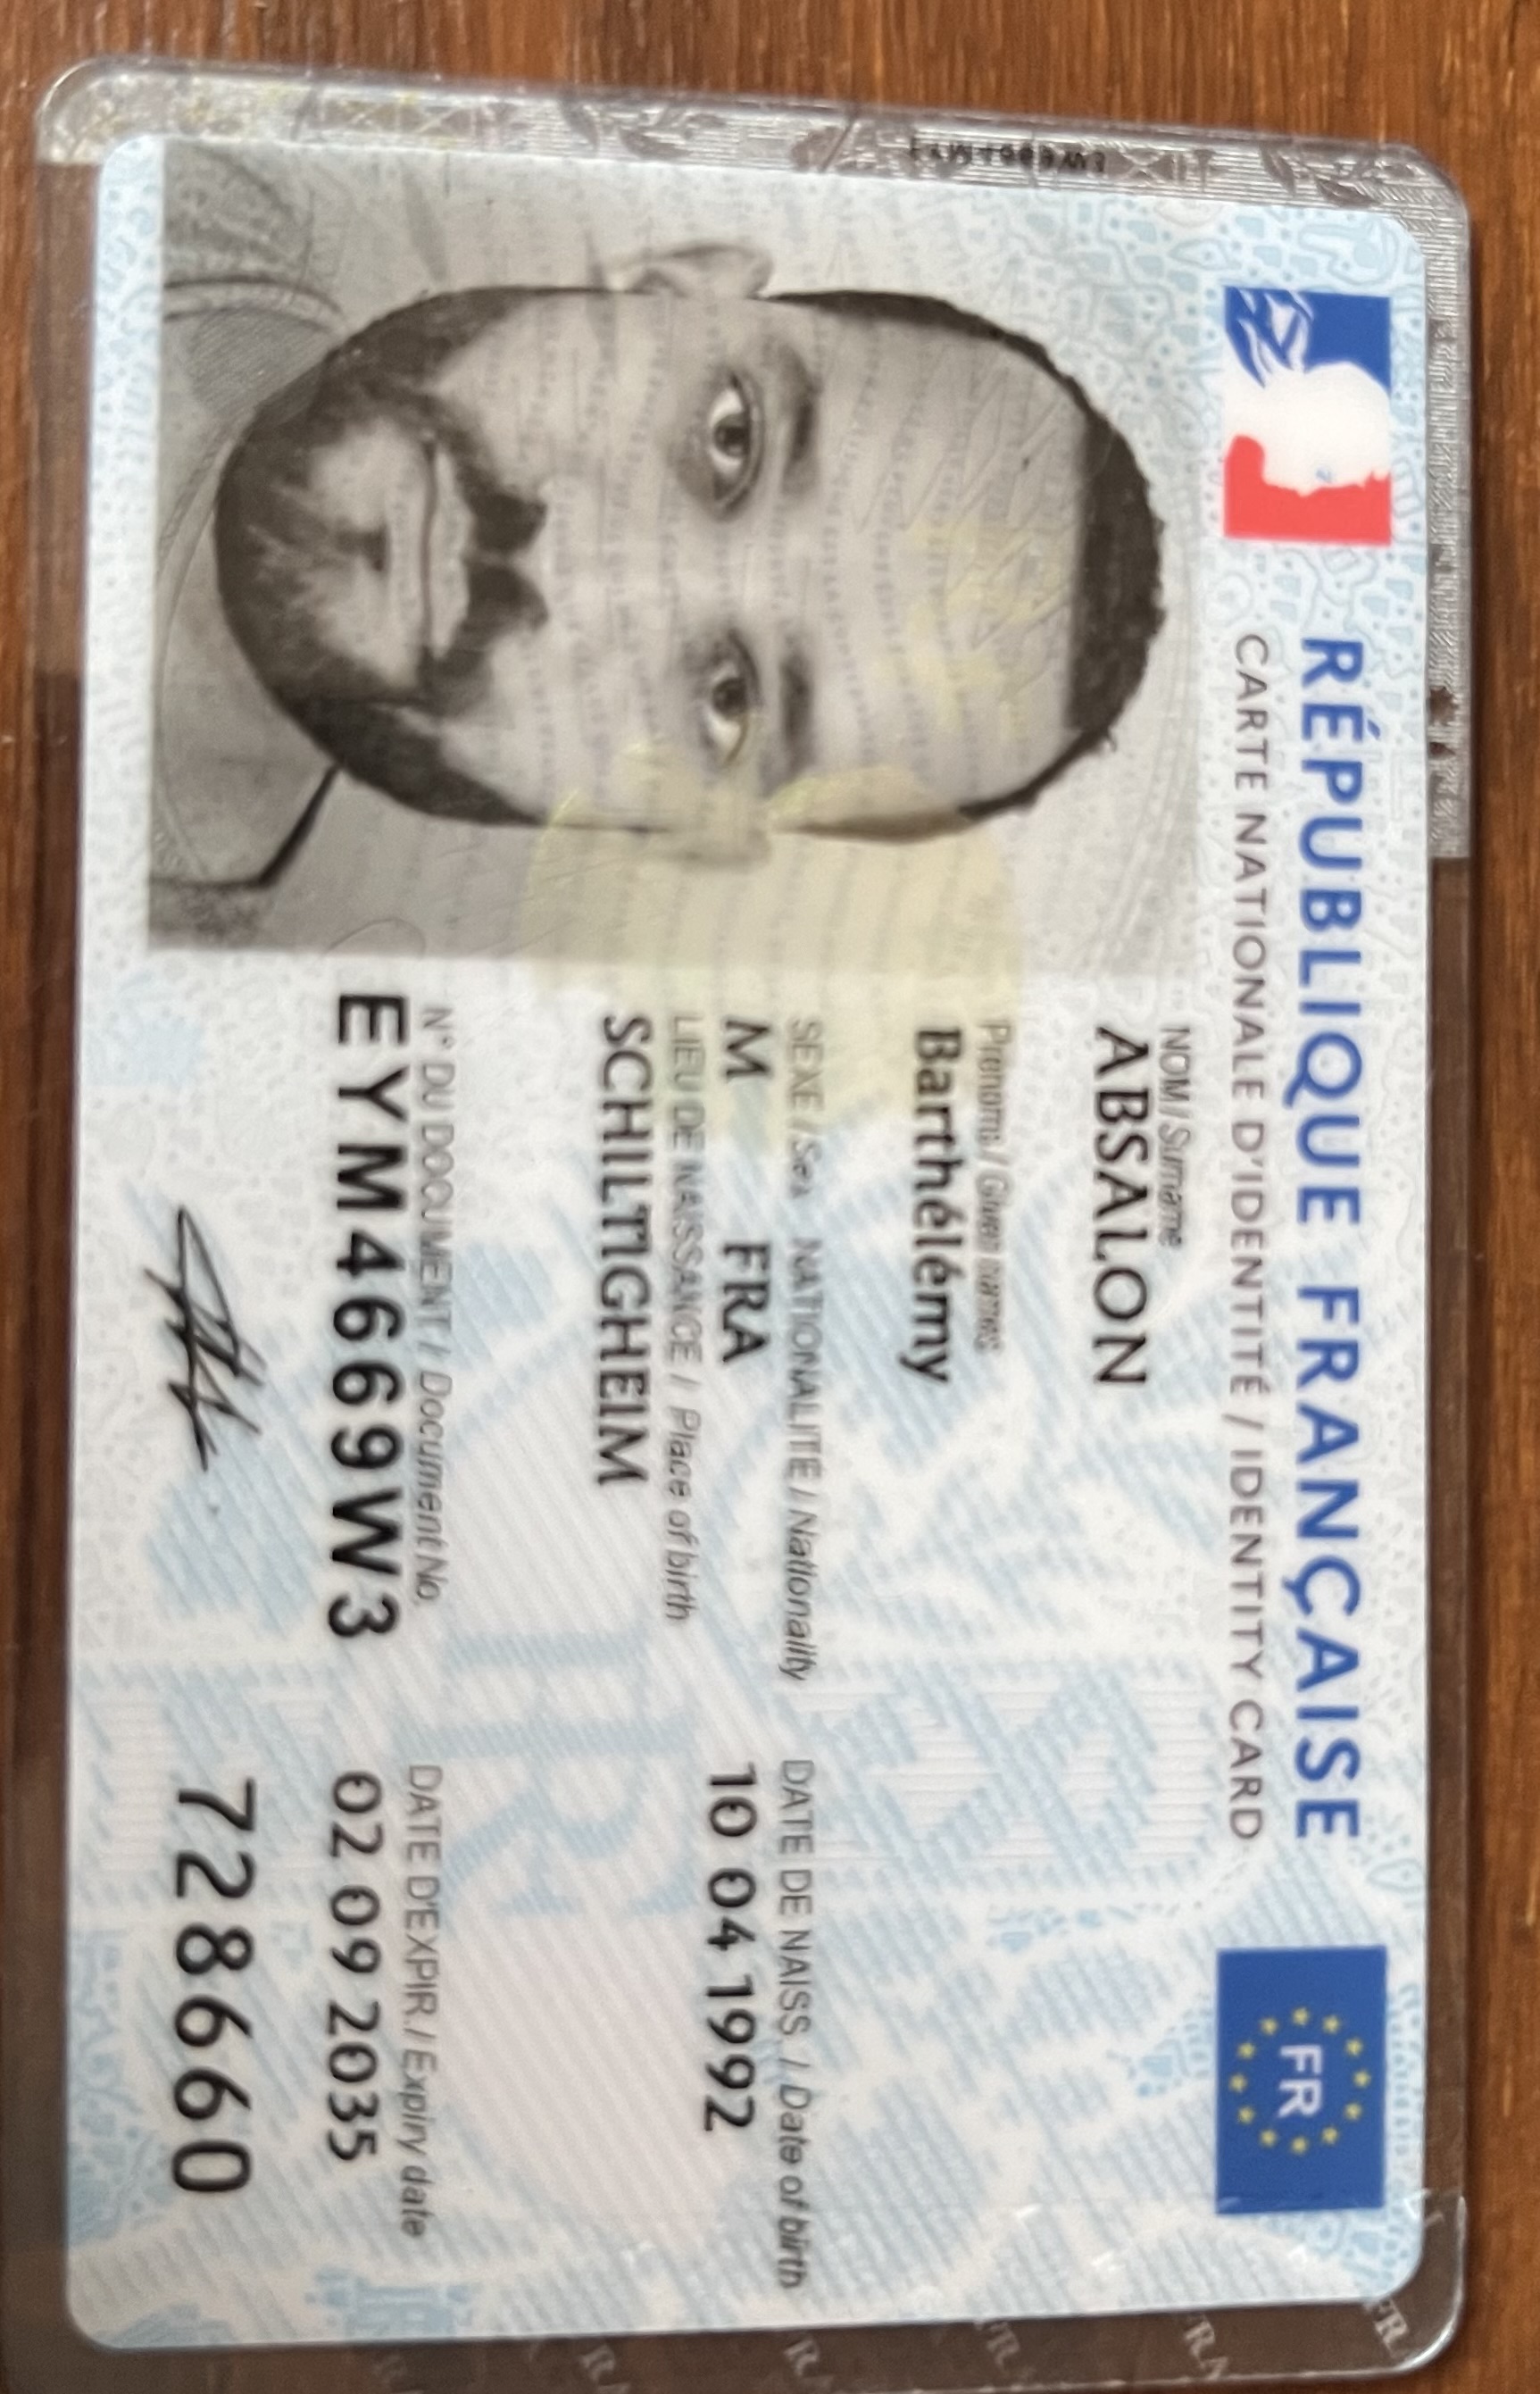 RÉPUBLIQUE FRANÇAISE
CARTE NATIONALE D'IDENTITÉ / IDENTITY CARD
FR
NOM / Surname
ABSALON
Prénoms / Given names
Barthélémy
SEXE / Sex NATIONALITÉ / Nationality DATE DE NAISS. / Date of birth
M FRA 10 04 1992
LIEU DE NAISSANCE / Place of birth
SCHILTIGHEIM
N° DU DOCUMENT / Document No. DATE D'EXPIR. / Expiry date
EYM4669W3 02 09 2035
728660